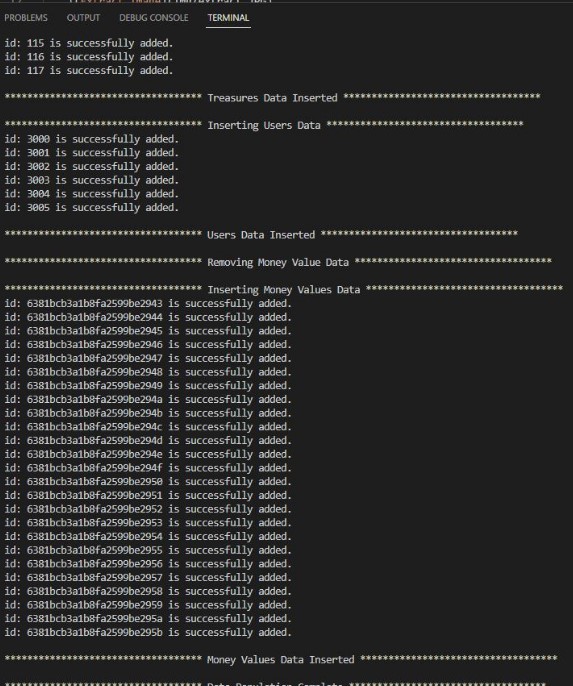 PROBLEMS OUTPUT DEBUG CONSOLE TERMINAL
id: 115 is successfully added.
id: 116 is successfully added.
id: 117 is successfully added.
*********************************** Treasures Data Inserted ***********************************
*********************************** Inserting Users Data ***********************************
id: 3000 is successfully added.
id: 3001 is successfully added.
id: 3002 is successfully added.
id: 3003 is successfully added.
id: 3004 is successfully added.
id: 3005 is successfully added.
*********************************** Users Data Inserted ***********************************
*********************************** Removing Money Value Data ***********************************
*********************************** Inserting Money Values Data ***********************************
id: 6381bcb3a1b8fa2599be2943 is successfully added.
id: 6381bcb3a1b8fa2599be2944 is successfully added.
id: 6381bcb3a1b8fa2599be2945 is successfully added.
id: 6381bcb3a1b8fa2599be2946 is successfully added.
id: 6381bcb3a1b8fa2599be2947 is successfully added.
id: 6381bcb3a1b8fa2599be2948 is successfully added.
id: 6381bcb3a1b8fa2599be2949 is successfully added.
id: 6381bcb3a1b8fa2599be294a is successfully added.
id: 6381bcb3a1b8fa2599be294b is successfully added.
id: 6381bcb3a1b8fa2599be294c is successfully added.
id: 6381bcb3a1b8fa2599be294d is successfully added.
id: 6381bcb3a1b8fa2599be294e is successfully added.
id: 6381bcb3a1b8fa2599be294f is successfully added.
id: 6381bcb3a1b8fa2599be2950 is successfully added.
id: 6381bcb3a1b8fa2599be2951 is successfully added.
id: 6381bcb3a1b8fa2599be2952 is successfully added.
id: 6381bcb3a1b8fa2599be2953 is successfully added.
id: 6381bcb3a1b8fa2599be2954 is successfully added.
id: 6381bcb3a1b8fa2599be2955 is successfully added.
id: 6381bcb3a1b8fa2599be2956 is successfully added.
id: 6381bcb3a1b8fa2599be2957 is successfully added.
id: 6381bcb3a1b8fa2599be2958 is successfully added.
id: 6381bcb3a1b8fa2599be2959 is successfully added.
id: 6381bcb3a1b8fa2599be295a is successfully added.
id: 6381bcb3a1b8fa2599be295b is successfully added.
*********************************** Money Values Data Inserted ***********************************
*********************************** Data Population Complete ***********************************